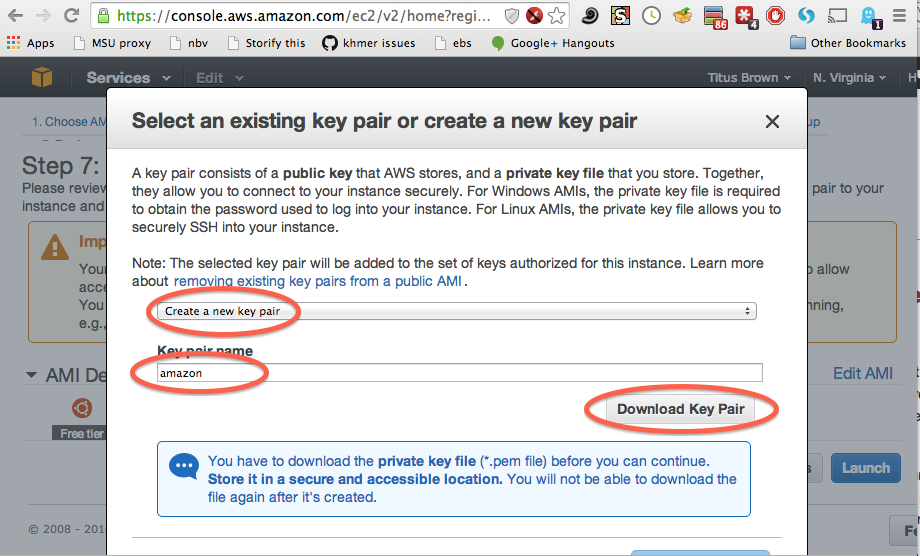 https://console.aws.amazon.com/ec2/v2/home?regi...
86
4
1
Apps MSU proxy nbv Storify this khmer issues ebs Google+ Hangouts Other Bookmarks
Services Edit Titus Brown N. Virginia H
1. Choose AM
up
Select an existing key pair or create a new key pair
Step 7:
Please review
pair to your
instance and
A key pair consists of a public key that AWS stores, and a private key file that you store. Together,
they allow you to connect to your instance securely. For Windows AMIs, the private key file is required
to obtain the password used to log into your instance. For Linux AMIs, the private key file allows you to
securely SSH into your instance.
Imp
Your
to allow
acce
You
nning,
e.g.,
Note: The selected key pair will be added to the set of keys authorized for this instance. Learn more
about removing existing key pairs from a public AMI.
Create a new key pair
Key pair name
amazon
AMI De
Edit AMI
Download Key Pair
Free tier
You have to download the private key file (*.pem file) before you can continue.
Store it in a secure and accessible location. You will not be able to download the
file again after it's created.
s
Launch
© 2008 - 201
Fe